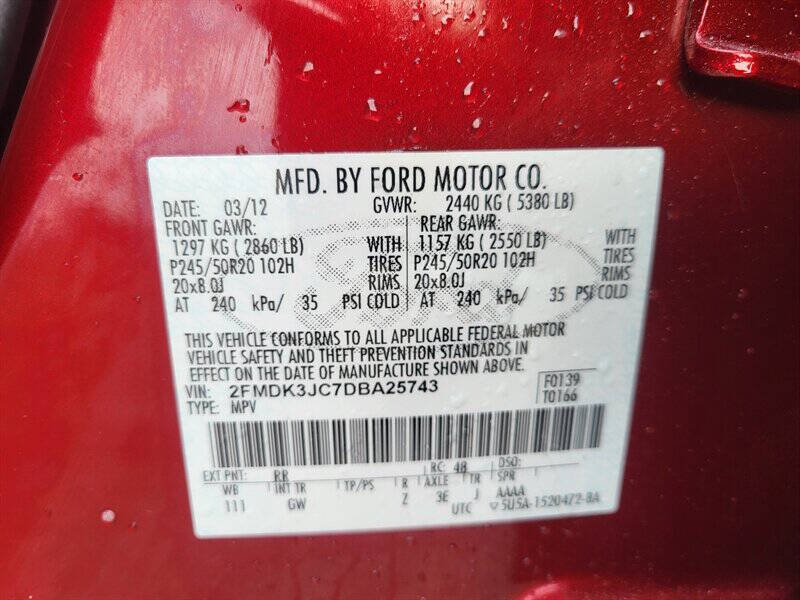 MFD. BY FORD MOTOR CO.
DATE: 03/12 GVWR: 2440 KG ( 5380 LB)
FRONT GAWR: REAR GAWR:
1297 KG ( 2860 LB) WITH 1157 KG ( 2550 LB) WITH
P245/50R20 102H TIRES P245/50R20 102H TIRES
20x8.0J RIMS 20x8.0J RIMS
AT 240 kPa/ 35 PSI COLD AT 240 kPa/ 35 PSI COLD
THIS VEHICLE CONFORMS TO ALL APPLICABLE FEDERAL MOTOR
VEHICLE SAFETY AND THEFT PREVENTION STANDARDS IN
EFFECT ON THE DATE OF MANUFACTURE SHOWN ABOVE.
VIN: 2FMDK3JC7DBA25743 F0139
TYPE: MPV T0166
EXT PNT: RR RC: 48 DSO:
WB INT TR TP/PS R AXLE TR SPR
111 GW Z 3E J AAAA
UTC 5U5A-1520472-BA